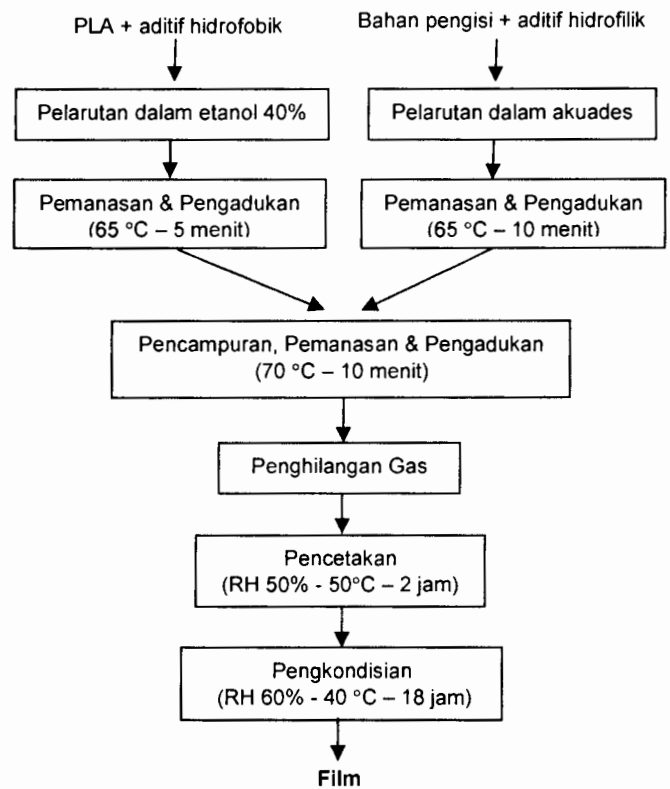 PLA + aditif hidrofobik
Bahan pengisi + aditif hidrofilik
Pelarutan dalam etanol 40%
Pelarutan dalam akuades
Pemanasan & Pengadukan
(65 °C – 5 menit)
Pemanasan & Pengadukan
(65 °C – 10 menit)
Pencampuran, Pemanasan & Pengadukan
(70 °C – 10 menit)
Penghilangan Gas
Pencetakan
(RH 50% - 50°C – 2 jam)
Pengkondisian
(RH 60% - 40 °C – 18 jam)
Film